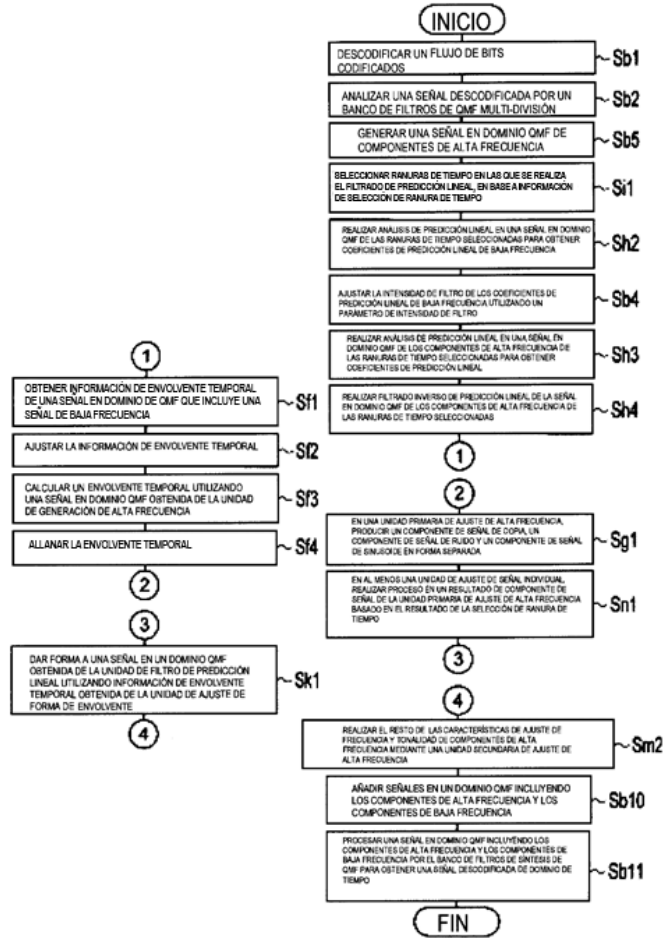 INICIO
DESCODIFICAR UN FLUJO DE BITS
CODIFICADOS
Sb1
ANALIZAR UNA SEÑAL DESCODIFICADA POR UN
BANCO DE FILTROS DE QMF MULTI-DIVISIÓN
Sb2
GENERAR UNA SEÑAL EN DOMINIO QMF DE
COMPONENTES DE ALTA FRECUENCIA
Sb5
SELECCIONAR RANURAS DE TIEMPO EN LAS QUE SE REALIZA
EL FILTRADO DE PREDICCIÓN LINEAL, EN BASE A INFORMACIÓN
DE SELECCIÓN DE RANURA DE TIEMPO
Si1
REALIZAR ANÁLISIS DE PREDICCIÓN LINEAL EN UNA SEÑAL EN DOMINIO
QMF DE LAS RANURAS DE TIEMPO SELECCIONADAS PARA OBTENER
COEFICIENTES DE PREDICCIÓN LINEAL DE BAJA FRECUENCIA
Sh2
AJUSTAR LA INTENSIDAD DE FILTRO DE LOS COEFICIENTES DE
PREDICCIÓN LINEAL DE BAJA FRECUENCIA UTILIZANDO UN
PARÁMETRO DE INTENSIDAD DE FILTRO
Sb4
REALIZAR ANÁLISIS DE PREDICCIÓN LINEAL EN UNA SEÑAL EN
DOMINIO QMF DE LOS COMPONENTES DE ALTA FRECUENCIA DE
LAS RANURAS DE TIEMPO SELECCIONADAS PARA OBTENER
COEFICIENTES DE PREDICCIÓN LINEAL
Sh3
REALIZAR FILTRADO INVERSO DE PREDICCIÓN LINEAL DE LA SEÑAL
EN DOMINIO QMF DE LOS COMPONENTES DE ALTA FRECUENCIA DE
LAS RANURAS DE TIEMPO SELECCIONADAS
Sh4
1
1
OBTENER INFORMACIÓN DE ENVOLVENTE TEMPORAL
DE UNA SEÑAL EN DOMINIO DE QMF QUE INCLUYE UNA
SEÑAL DE BAJA FRECUENCIA
Sf1
AJUSTAR LA INFORMACIÓN DE ENVOLVENTE TEMPORAL
Sf2
CALCULAR UN ENVOLVENTE TEMPORAL UTILIZANDO
UNA SEÑAL EN DOMINIO QMF OBTENIDA DE LA UNIDAD
DE GENERACIÓN DE ALTA FRECUENCIA
Sf3
ALLANAR LA ENVOLVENTE TEMPORAL
Sf4
2
2
EN UNA UNIDAD PRIMARIA DE AJUSTE DE ALTA FRECUENCIA,
PRODUCIR UN COMPONENTE DE SEÑAL DE COPIA, UN
COMPONENTE DE SEÑAL DE RUIDO Y UN COMPONENTE DE SEÑAL
DE SINUSOIDE EN FORMA SEPARADA
Sg1
EN AL MENOS UNA UNIDAD DE AJUSTE DE SEÑAL INDIVIDUAL,
REALIZAR PROCESO EN UN RESULTADO DE COMPONENTE DE
SEÑAL DE LA UNIDAD PRIMARIA DE AJUSTE DE ALTA FRECUENCIA
BASADO EN EL RESULTADO DE LA SELECCIÓN DE RANURA DE
TIEMPO
Sn1
3
3
DAR FORMA A UNA SEÑAL EN UN DOMINIO QMF
OBTENIDA DE LA UNIDAD DE FILTRO DE PREDICCIÓN
LINEAL UTILIZANDO INFORMACIÓN DE ENVOLVENTE
TEMPORAL OBTENIDA DE LA UNIDAD DE AJUSTE DE
FORMA DE ENVOLVENTE
Sk1
4
4
REALIZAR EL RESTO DE LAS CARACTERÍSTICAS DE AJUSTE DE
FRECUENCIA Y TONALIDAD DE COMPONENTES DE ALTA
FRECUENCIA MEDIANTE UNA UNIDAD SECUNDARIA DE AJUSTE DE
ALTA FRECUENCIA
Sm2
AÑADIR SEÑALES EN UN DOMINIO QMF INCLUYENDO
LOS COMPONENTES DE ALTA FRECUENCIA Y LOS
COMPONENTES DE BAJA FRECUENCIA
Sb10
PROCESAR UNA SEÑAL EN DOMINIO QMF INCLUYENDO LOS
COMPONENTES DE ALTA FRECUENCIA Y LOS COMPONENTES DE
BAJA FRECUENCIA POR EL BANCO DE FILTROS DE SÍNTESIS DE
QMF PARA OBTENER UNA SEÑAL DESCODIFICADA DE DOMINIO DE
TIEMPO
Sb11
FIN